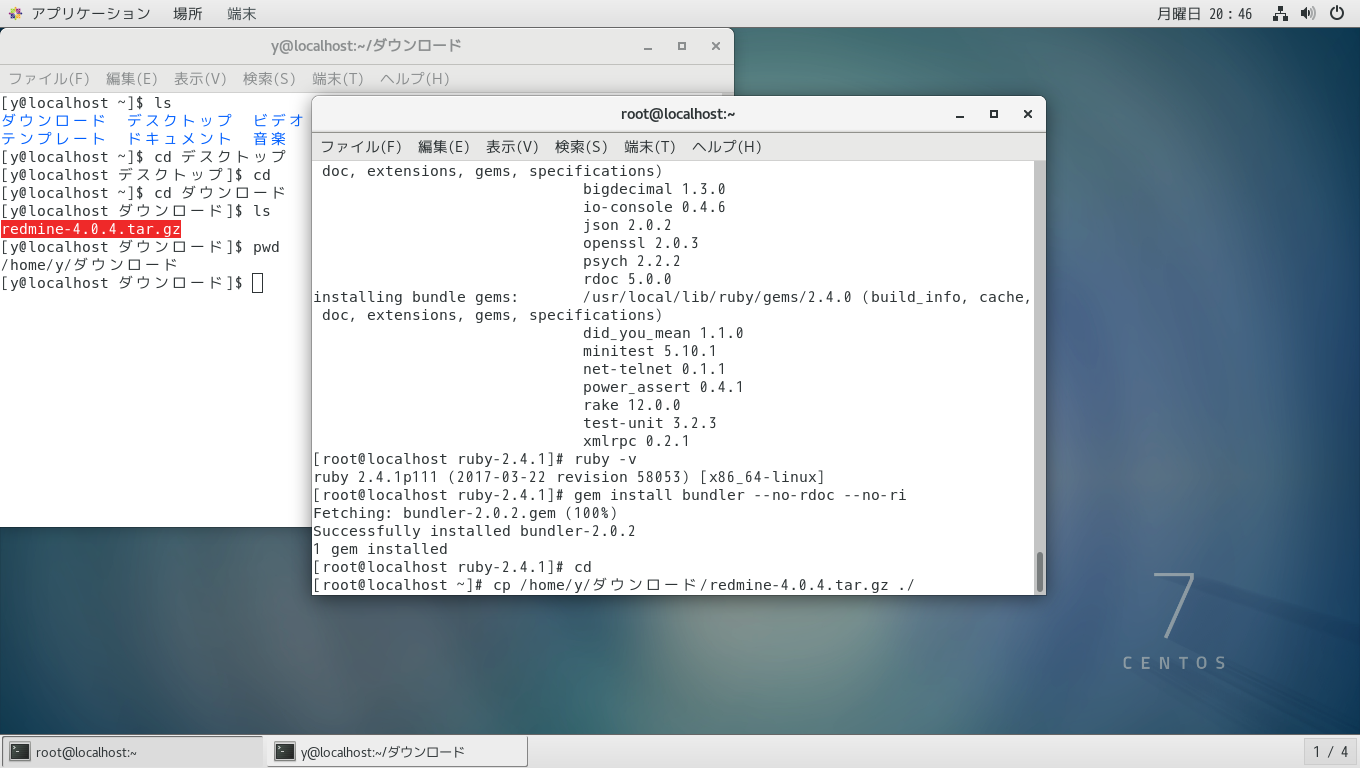 アプリケーション 場所 端末 月曜日 20：46
y@localhost:~/ダウンロード
ファイル(F) 編集(E) 表示(V) 検索(S) 端末(T) ヘルプ(H)
[y@localhost ~]$ ls
ダウンロード デスクトップ ビデオ
テンプレート ドキュメント 音楽
[y@localhost ~]$ cd デスクトップ
[y@localhost デスクトップ]$ cd
[y@localhost ~]$ cd ダウンロード
[y@localhost ダウンロード]$ ls
redmine-4.0.4.tar.gz
[y@localhost ダウンロード]$ pwd
/home/y/ダウンロード
[y@localhost ダウンロード]$
root@localhost:~
ファイル(F) 編集(E) 表示(V) 検索(S) 端末(T) ヘルプ(H)
doc, extensions, gems, specifications)
bigdecimal 1.3.0
io-console 0.4.6
json 2.0.2
openssl 2.0.3
psych 2.2.2
rdoc 5.0.0
installing bundle gems: /usr/local/lib/ruby/gems/2.4.0 (build_info, cache,
doc, extensions, gems, specifications)
did_you_mean 1.1.0
minitest 5.10.1
net-telnet 0.1.1
power_assert 0.4.1
rake 12.0.0
test-unit 3.2.3
xmlrpc 0.2.1
[root@localhost ruby-2.4.1]# ruby -v
ruby 2.4.1p111 (2017-03-22 revision 58053) [x86_64-linux]
[root@localhost ruby-2.4.1]# gem install bundler --no-rdoc --no-ri
Fetching: bundler-2.0.2.gem (100%)
Successfully installed bundler-2.0.2
1 gem installed
[root@localhost ruby-2.4.1]# cd
[root@localhost ~]# cp /home/y/ダウンロード/redmine-4.0.4.tar.gz ./
7
CENTOS
root@localhost:~ y@localhost:~/ダウンロード 1 / 4